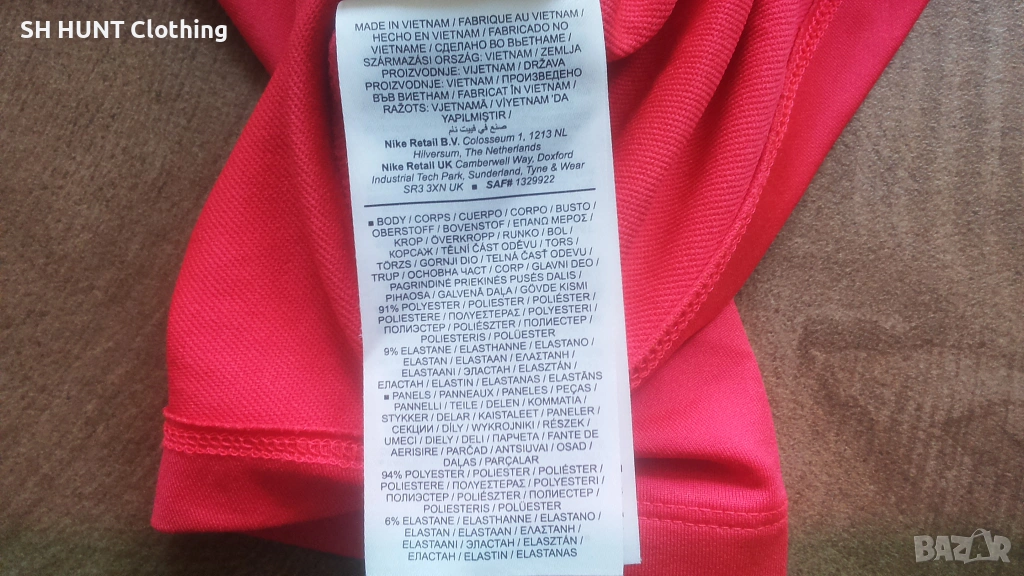 SH HUNT Clothing
MADE IN VIETNAM / FABRIQUE AU VIETNAM /
HECHO EN VIETNAM / FABRICADO NO
VIETNAME / СДЕЛАНО ВО ВЬЕТНАМЕ /
SZÁRMAZÁSI ORSZÁG: VIETNAM / ZEMLJA
PROIZVODNJE: VIJETNAM / DRŽAVA
PROIZVODNJE: VIETNAM / ПРОИЗВЕДЕНО
ВЪВ ВИЕТНАМ / FABRICAT ÎN VIETNAM /
RAŽOTS: VJETNAMĀ / VİYETNAM 'DA
YAPILMIŞTIR /
صنع في فييت نام
Nike Retail B.V. Colosseum 1, 1213 NL
Hilversum, The Netherlands
Nike Retail UK Camberwell Way, Doxford
Industrial Tech Park, Sunderland, Tyne & Wear
SR3 3XN UK ■ SAF# 1329922
■ BODY / CORPS / CUERPO / CORPO / BUSTO /
OBERSTOFF / BOVENSTOF / ΕΠΑΝΩ ΜΕΡΟΣ /
KROP / ÖVERKROPP / RUNKO / BOL /
КОРСАЖ / TĚLNÍ ČÁST ODĚVU / TORS /
TÖRZS / GORNJI DIO / TELNÁ ČASŤ ODEVU /
TRUP / ОСНОВНА ЧАСТ / CORP / GLAVNI DEO /
PAGRINDINĖ PRIEKINĖS PUSĖS DALIS /
PIHAOSA / GALVENĀ DAĻA / GÖVDE KISMI
91% POLYESTER / POLYESTER / POLIÉSTER /
POLIESTERE / ΠΟΛΥΕΣΤΕΡΑΣ / POLYESTERI /
ПОЛИЭСТЕР / POLIÉSZTER / ПОЛИЕСТЕР /
POLIESTERIS / POLÜESTER
9% ELASTANE / ELASTHANNE / ELASTANO /
ELASTAN / ELASTAAN / ΕΛΑΣΤΑΝΗ /
ELASTAANI / ЭЛАСТАН / ELASZTÁN /
ЕЛАСТАН / ELASTIN / ELASTANAS / ELASTĀNS
■ PANELS / PANNEAUX / PANELES / PEÇAS /
PANNELLI / TEILE / DELEN / ΚΟΜΜΑΤΙΑ /
STYKKER / DELAR / KAISTALEET / PANELER /
СЕКЦИИ / DÍLY / WYKROJNIKI / RÉSZEK /
UMECI / DIELY / DELI / ПАРЧЕТА / FANTE DE
AERISIRE / PARČAD / ANTSIUVAI / OSAD /
DAĻAS / PARÇALAR
94% POLYESTER / POLYESTER / POLIÉSTER /
POLIESTERE / ΠΟΛΥΕΣΤΕΡΑΣ / POLYESTERI /
ПОЛИЭСТЕР / POLIÉSZTER / ПОЛИЕСТЕР /
POLIESTERIS / POLÜESTER
6% ELASTANE / ELASTHANNE / ELASTANO /
ELASTAN / ELASTAAN / ΕΛΑΣΤΑΝΗ /
ELASTAANI / ЭЛАСТАН / ELASZTÁN /
ЕЛАСТАН / ELASTIN / ELASTANAS
BAZAR